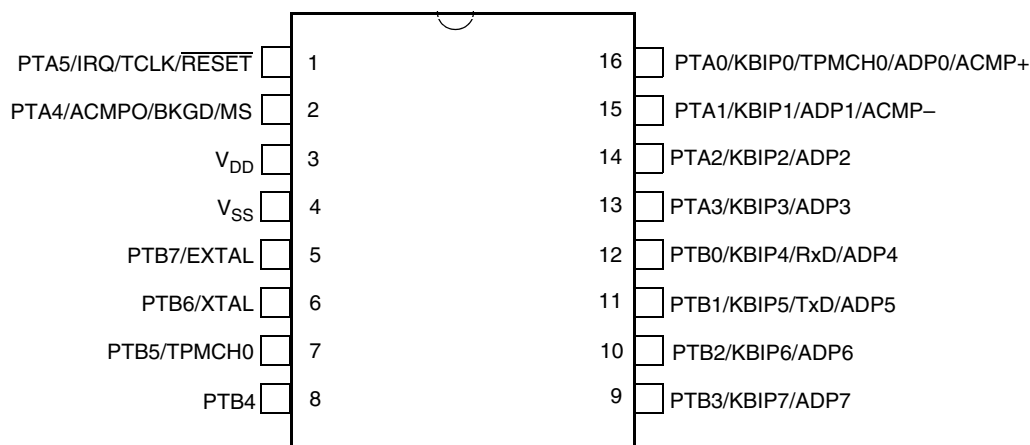 PTA5/IRQ/TCLK/RESET 1 16 PTA0/KBIP0/TPMCH0/ADP0/ACMP+
PTA4/ACMPO/BKGD/MS 2 15 PTA1/KBIP1/ADP1/ACMP–
VDD 3 14 PTA2/KBIP2/ADP2
VSS 4 13 PTA3/KBIP3/ADP3
PTB7/EXTAL 5 12 PTB0/KBIP4/RxD/ADP4
PTB6/XTAL 6 11 PTB1/KBIP5/TxD/ADP5
PTB5/TPMCH0 7 10 PTB2/KBIP6/ADP6
PTB4 8 9 PTB3/KBIP7/ADP7